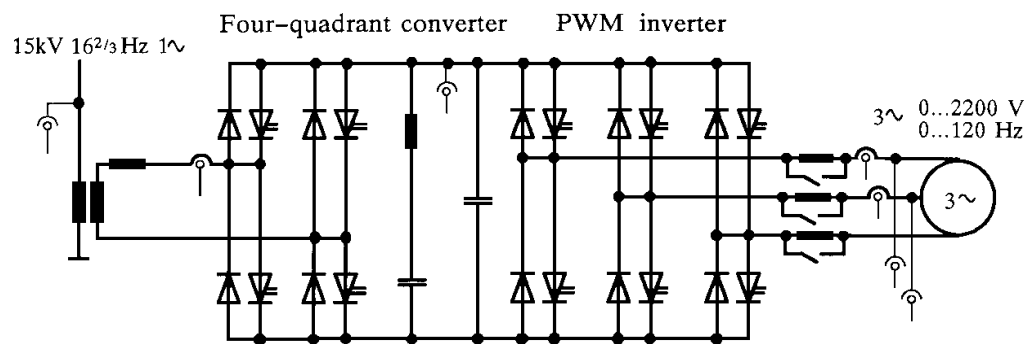 Four-quadrant converter
PWM inverter
15kV 16²/³ Hz 1∿
3∿ 0...2200 V
0...120 Hz
3∿